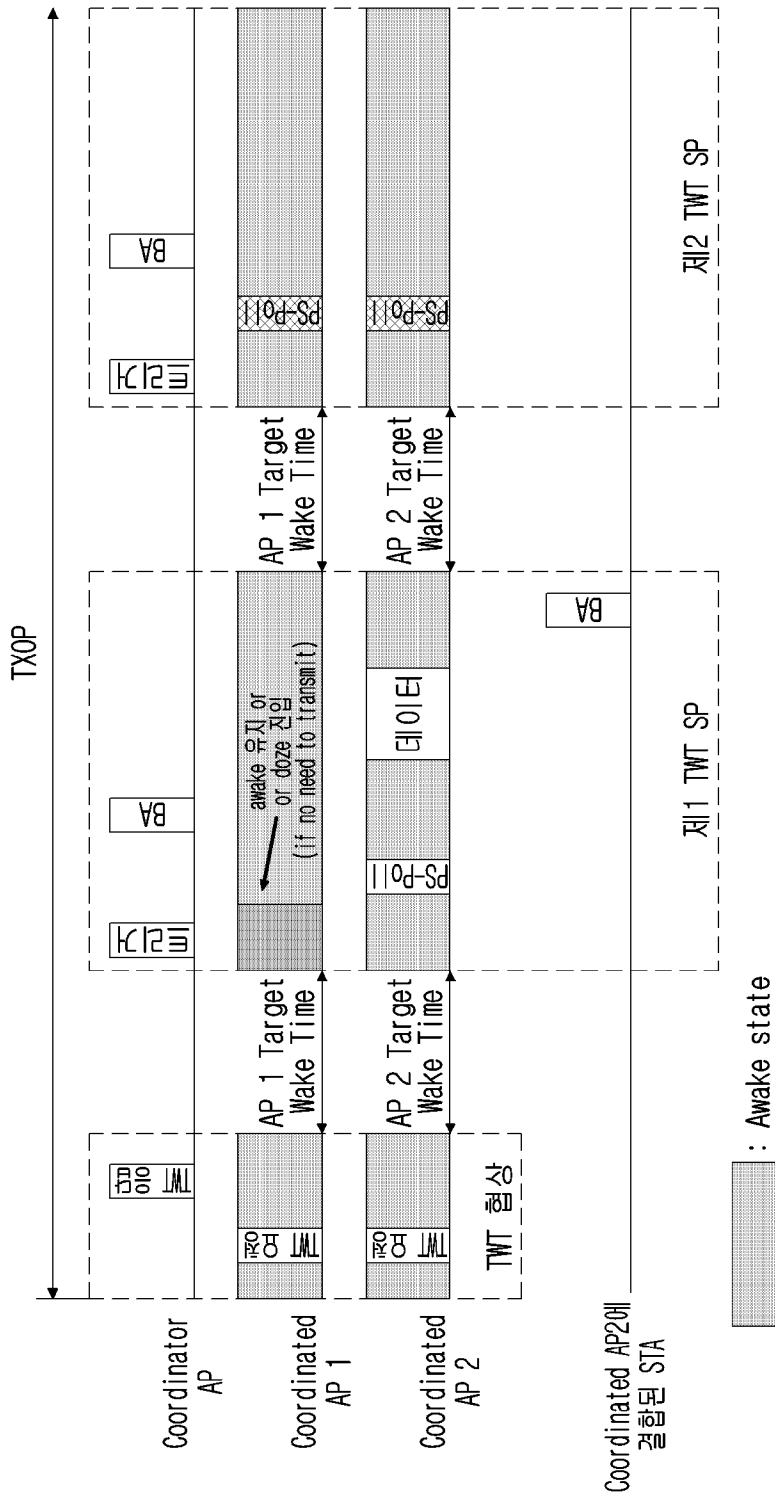 TXOP
Coordinator
AP
TWT
응답
트리거
BA
트리거
BA
Coordinated
AP 1
TWT
요청
AP 1 Target
Wake Time
awake 유지 or
or doze 진입
(if no need to transmit)
AP 1 Target
Wake Time
PS-Poll
Coordinated
AP 2
TWT
요청
AP 2 Target
Wake Time
PS-Poll
데이터
AP 2 Target
Wake Time
PS-Poll
TWT 협상
Coordinated AP2에
결합된 STA
BA
제1 TWT SP
제2 TWT SP
: Awake state